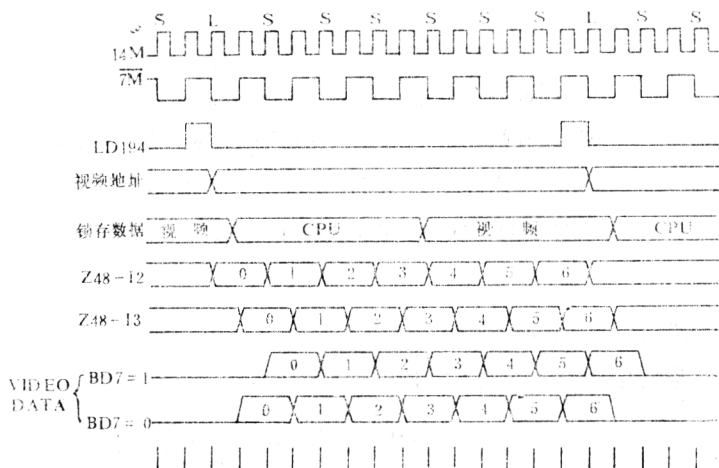 S L S S S S S S L S S
14M
7M
LD194
视频地址
锁存数据 视频 CPU 视频 CPU
Z48-12 0 1 2 3 4 5 6
Z48-13 0 1 2 3 4 5 6
BD7=1 0 1 2 3 4 5 6
VIDEO
DATA
BD7=0 0 1 2 3 4 5 6